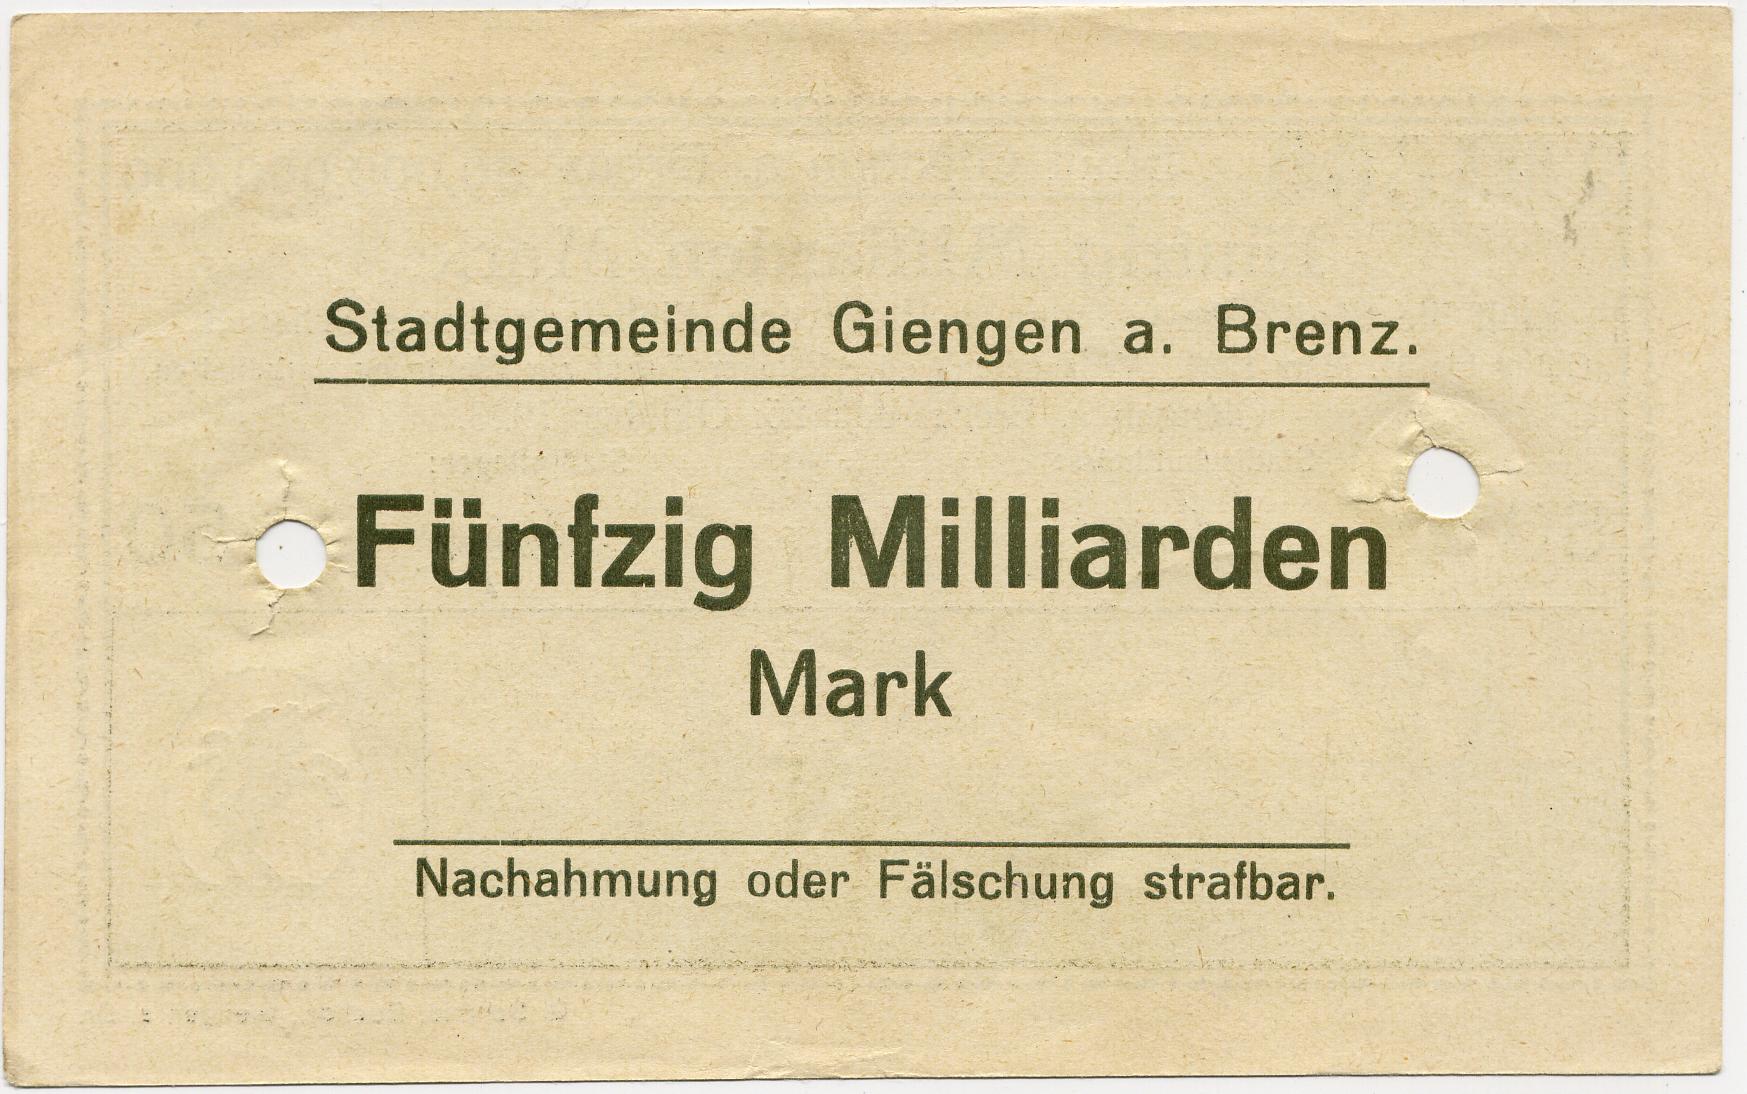 Stadtgemeinde Giengen a. Brenz.
Fünfzig Milliarden
Mark
Nachahmung oder Fälschung strafbar.